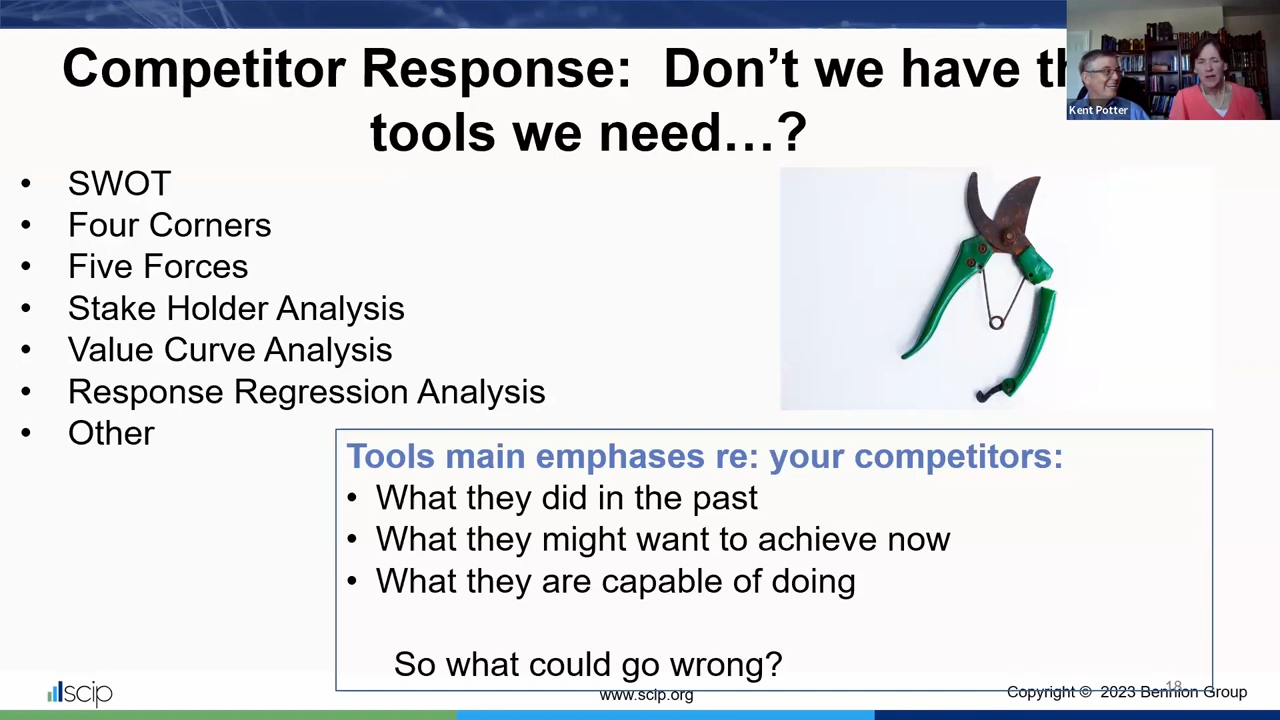 Competitor Response:  Don't we have th
tools we need…?
Kent Potter
• SWOT
• Four Corners
• Five Forces
• Stake Holder Analysis
• Value Curve Analysis
• Response Regression Analysis
• Other
Tools main emphases re: your competitors:
• What they did in the past
• What they might want to achieve now
• What they are capable of doing
So what could go wrong?
scip
www.scip.org
18
Copyright ©  2023 Bennion Group